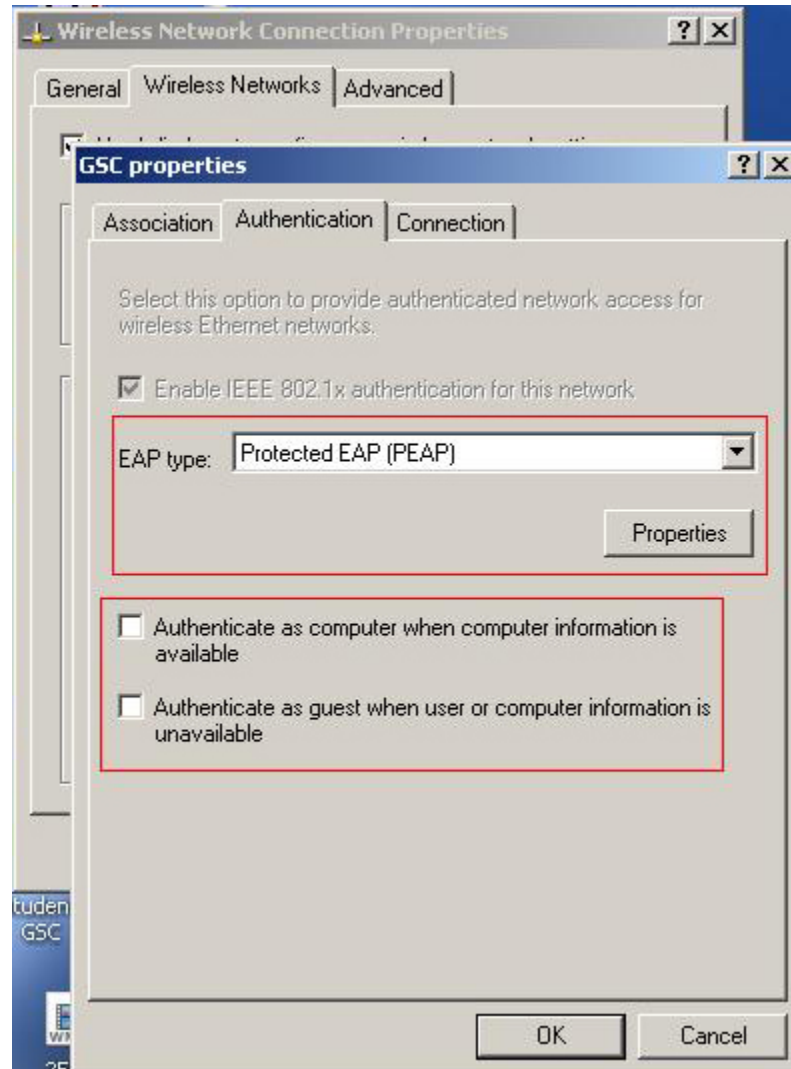 Wireless Network Connection Properties
General Wireless Networks Advanced
GSC properties
Association Authentication Connection
Select this option to provide authenticated network access for
wireless Ethernet networks.
Enable IEEE 802.1x authentication for this network
EAP type: Protected EAP (PEAP)
Properties
Authenticate as computer when computer information is
available
Authenticate as guest when user or computer information is
unavailable
tuden
GSC
OK Cancel